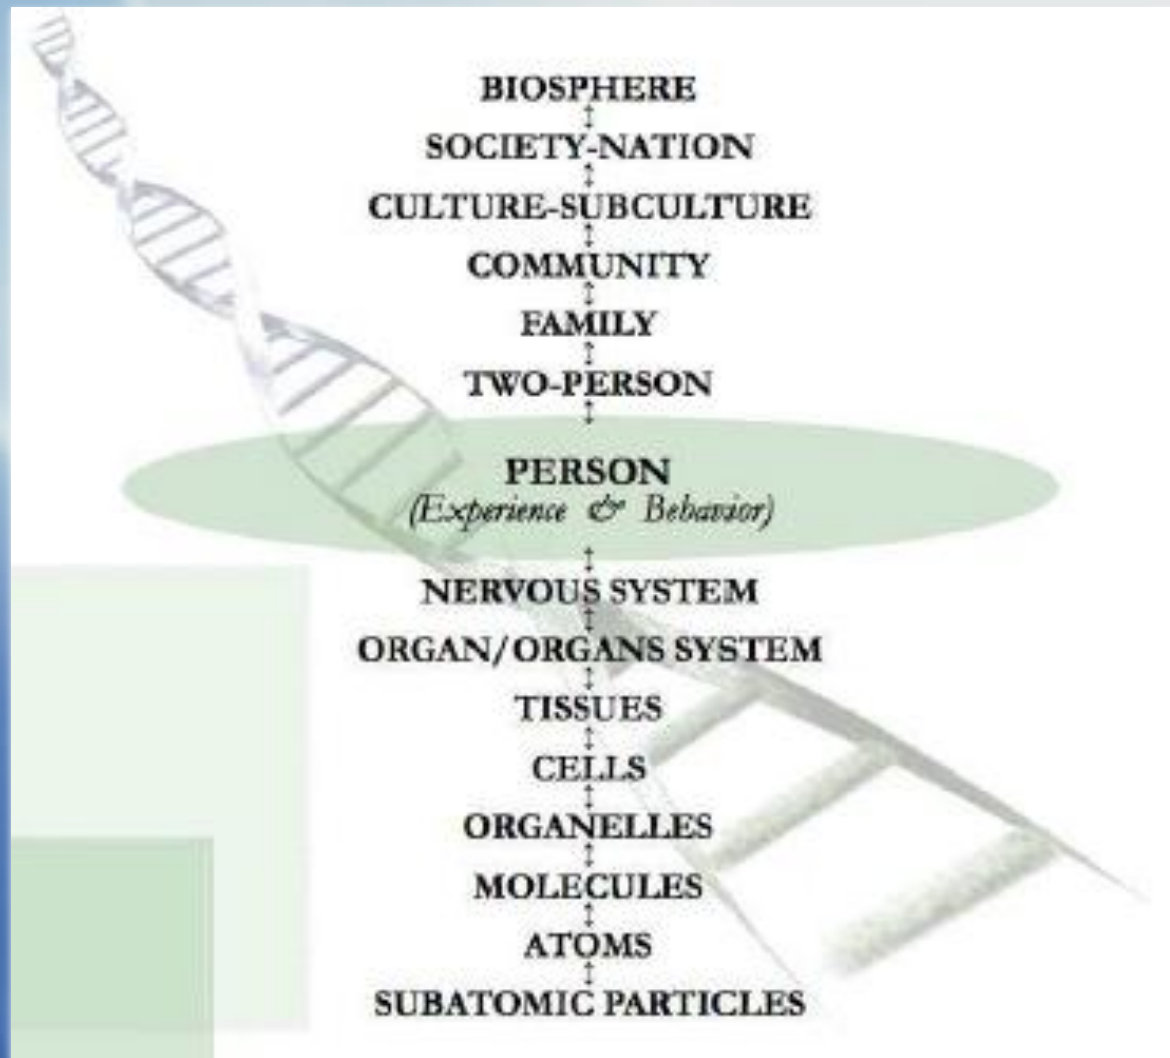 BIOSPHERE
SOCIETY-NATION
CULTURE-SUBCULTURE
COMMUNITY
FAMILY
TWO-PERSON
PERSON
(Experience & Behavior)
NERVOUS SYSTEM
ORGAN/ORGANS SYSTEM
TISSUES
CELLS
ORGANELLES
MOLECULES
ATOMS
SUBATOMIC PARTICLES